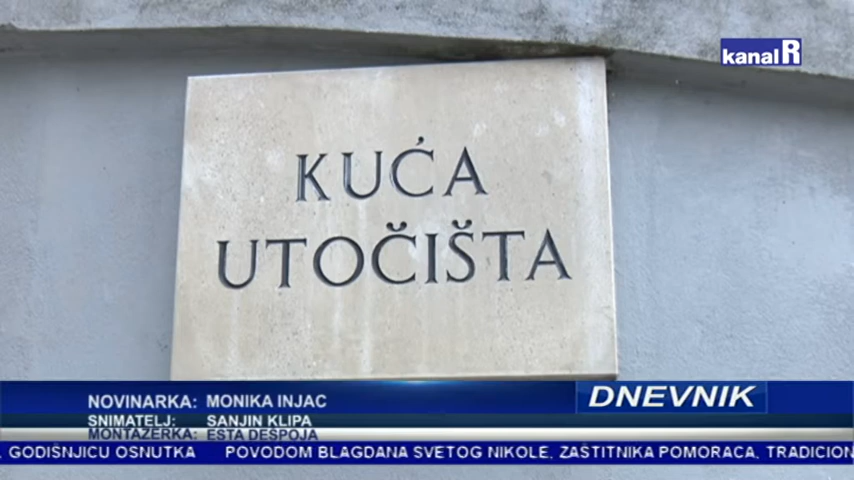 kanal R
KUĆA
UTOČIŠTA
NOVINARKA: MONIKA INJAC
DNEVNIK
SNIMATELJ: SANJIN KLIPA
MONTAŽERKA: ESTA DESPOJA
, GODIŠNJICU OSNUTKA POVODOM BLAGDANA SVETOG NIKOLE, ZAŠTITNIKA POMORACA, TRADICION